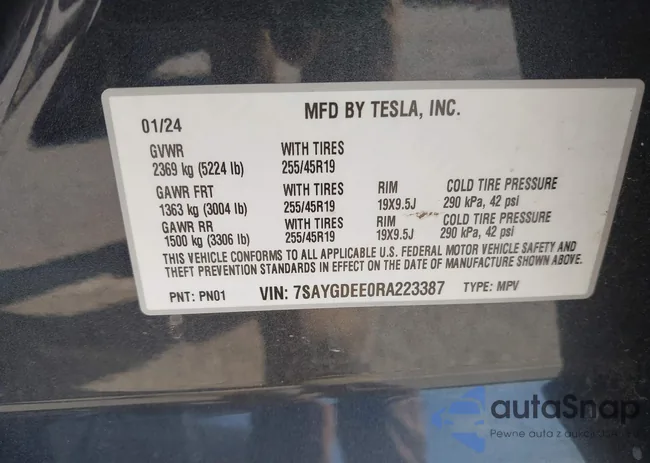 MFD BY TESLA, INC.
01/24
GVWR WITH TIRES
2369 kg (5224 lb) 255/45R19
GAWR FRT WITH TIRES RIM COLD TIRE PRESSURE
1363 kg (3004 lb) 255/45R19 19X9.5J 290 kPa, 42 psi
GAWR RR WITH TIRES RIM COLD TIRE PRESSURE
1500 kg (3306 lb) 255/45R19 19X9.5J 290 kPa, 42 psi
THIS VEHICLE CONFORMS TO ALL APPLICABLE U.S. FEDERAL MOTOR VEHICLE SAFETY AND
THEFT PREVENTION STANDARDS IN EFFECT ON THE DATE OF MANUFACTURE SHOWN ABOVE.
PNT: PN01 VIN: 7SAYGDEE0RA223387 TYPE: MPV
autaSnap
Pewne auto z